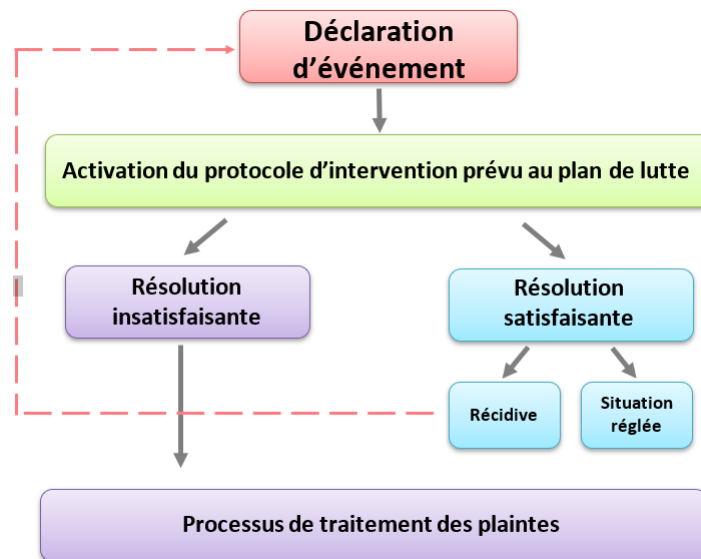 Déclaration
d’événement
Activation du protocole d’intervention prévu au plan de lutte
Résolution
insatisfaisante
Résolution
satisfaisante
Récidive
Situation
réglée
Processus de traitement des plaintes